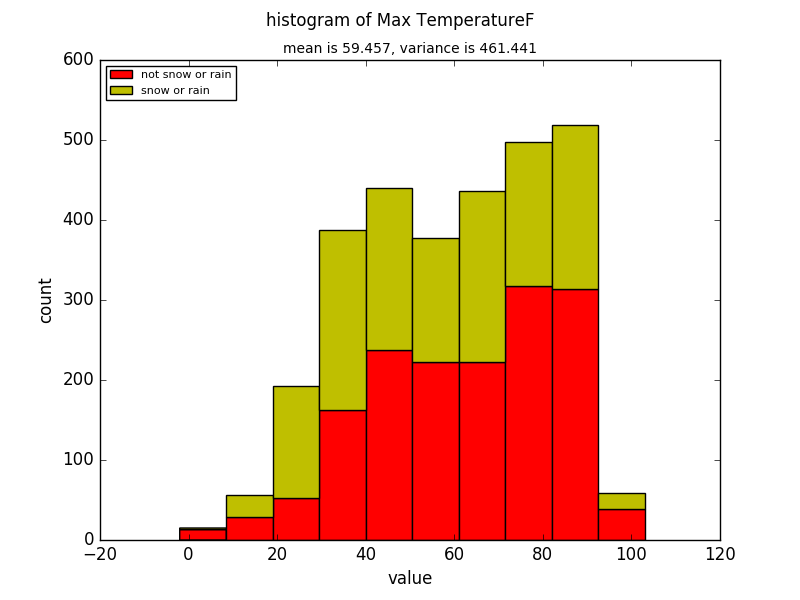 histogram of Max TemperatureF
mean is 59.457, variance is 461.441
not snow or rain
snow or rain
600
500
400
300
200
100
0
count
−20 0 20 40 60 80 100 120
value